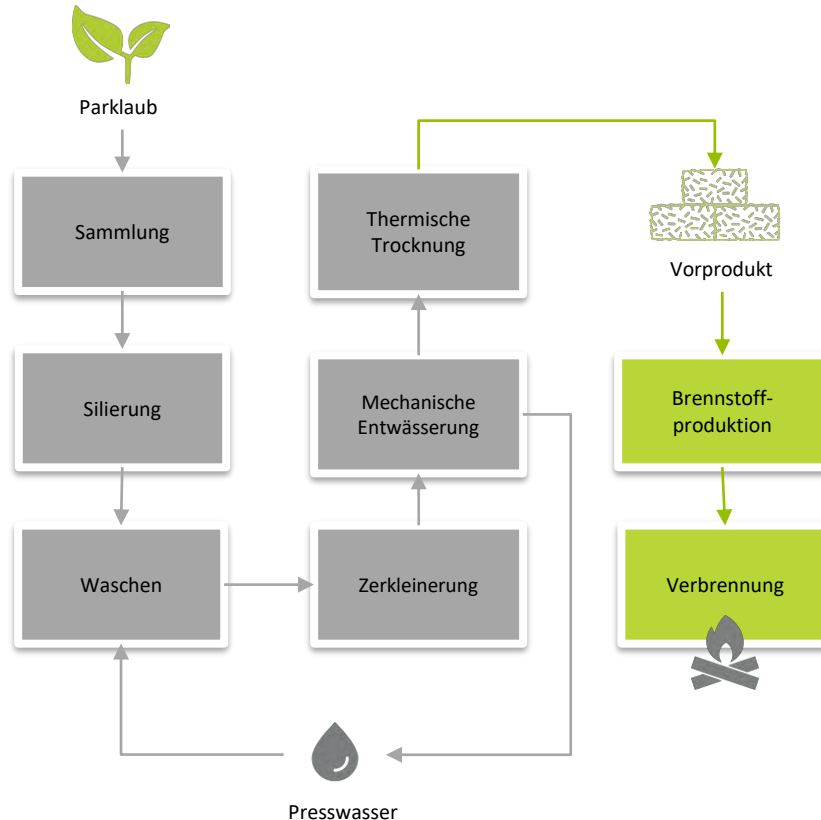 Parklaub
Sammlung
Silierung
Waschen
Zerkleinerung
Mechanische
Entwässerung
Thermische
Trocknung
Vorprodukt
Brennstoff-
produktion
Verbrennung
Presswasser